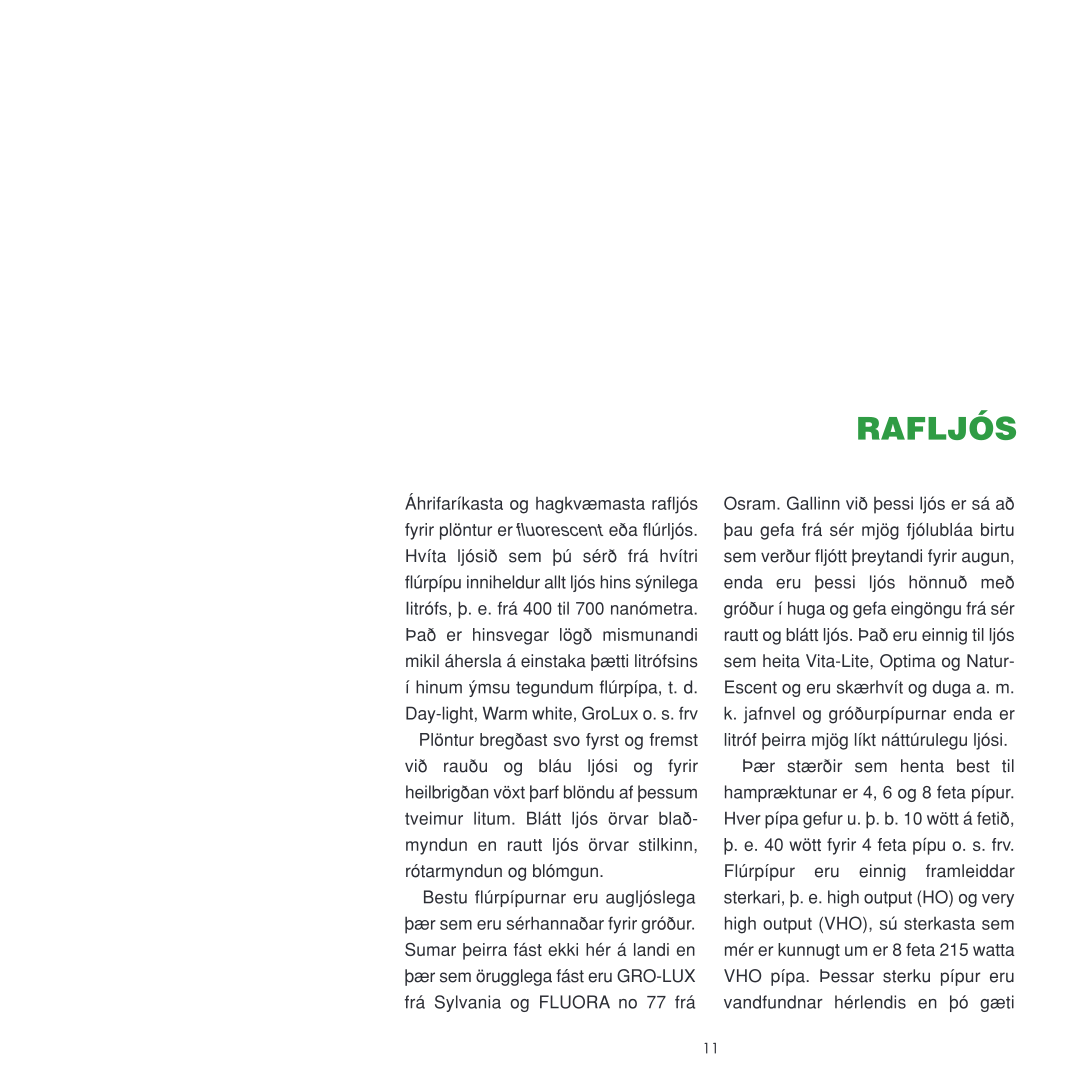 RAFLJÓS
Áhrifaríkasta og hagkvæmasta rafljós
fyrir plöntur er fluorescent eða flúrljós.
Hvíta ljósið sem þú sérð frá hvítri
flúrpípu inniheldur allt ljós hins sýnilega
litrófs, þ. e. frá 400 til 700 nanómetra.
Það er hinsvegar lögð mismunandi
mikil áhersla á einstaka þætti litrófsins
í hinum ýmsu tegundum flúrpípa, t. d.
Day-light, Warm white, GroLux o. s. frv
Plöntur bregðast svo fyrst og fremst
við rauðu og bláu ljósi og fyrir
heilbrigðan vöxt þarf blöndu af þessum
tveimur litum. Blátt ljós örvar blað-
myndun en rautt ljós örvar stilkinn,
rótarmyndun og blómgun.
Bestu flúrpípurnar eru augljóslega
þær sem eru sérhannaðar fyrir gróður.
Sumar þeirra fást ekki hér á landi en
þær sem örugglega fást eru GRO-LUX
frá Sylvania og FLUORA no 77 frá
Osram. Gallinn við þessi ljós er sá að
þau gefa frá sér mjög fjólubláa birtu
sem verður fljótt þreytandi fyrir augun,
enda eru þessi ljós hönnuð með
gróður í huga og gefa eingöngu frá sér
rautt og blátt ljós. Það eru einnig til ljós
sem heita Vita-Lite, Optima og Natur-
Escent og eru skærhvít og duga a. m.
k. jafnvel og gróðurpípurnar enda er
litróf þeirra mjög líkt náttúrulegu ljósi.
Þær stærðir sem henta best til
hampræktunar er 4, 6 og 8 feta pípur.
Hver pípa gefur u. þ. b. 10 wött á fetið,
þ. e. 40 wött fyrir 4 feta pípu o. s. frv.
Flúrpípur eru einnig framleiddar
sterkari, þ. e. high output (HO) og very
high output (VHO), sú sterkasta sem
mér er kunnugt um er 8 feta 215 watta
VHO pípa. Þessar sterku pípur eru
vandfundnar hérlendis en þó gæti
11